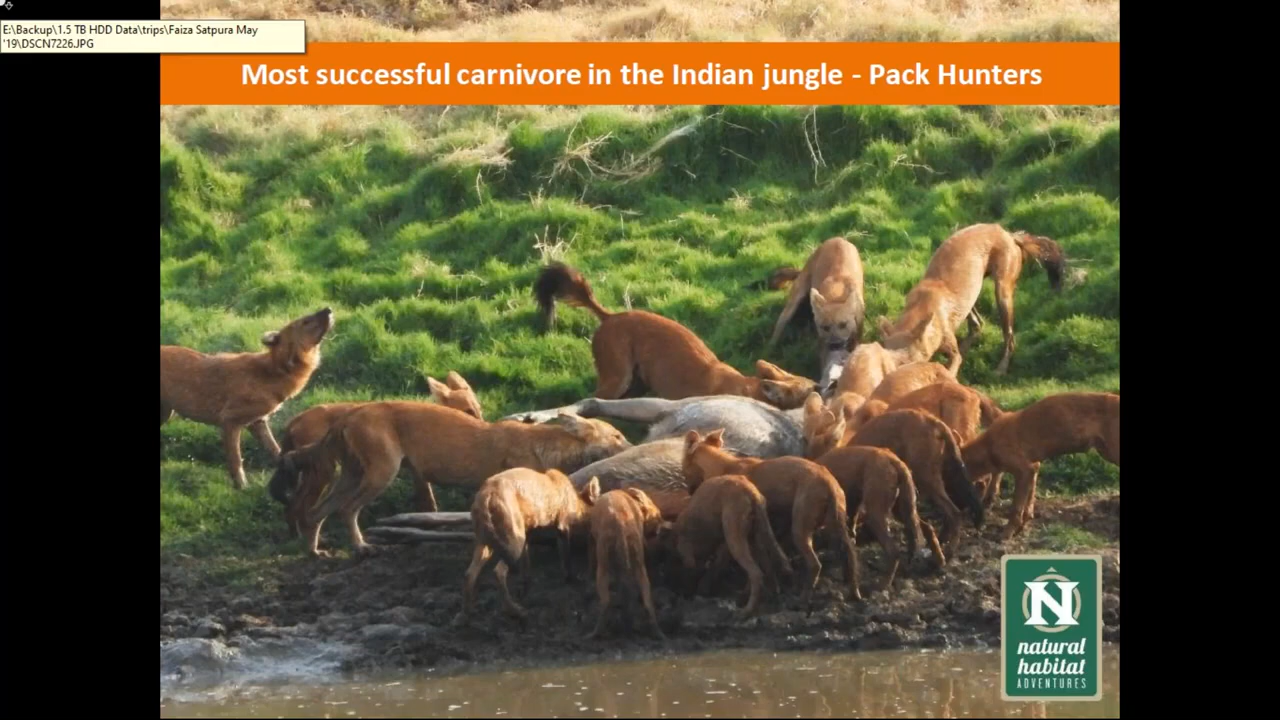 E:\Backup\1.5 TB HDD Data\trips\Faiza Satpura May
'19\DSCN7226.JPG
Most successful carnivore in the Indian jungle - Pack Hunters
N
natural
habitat
ADVENTURES